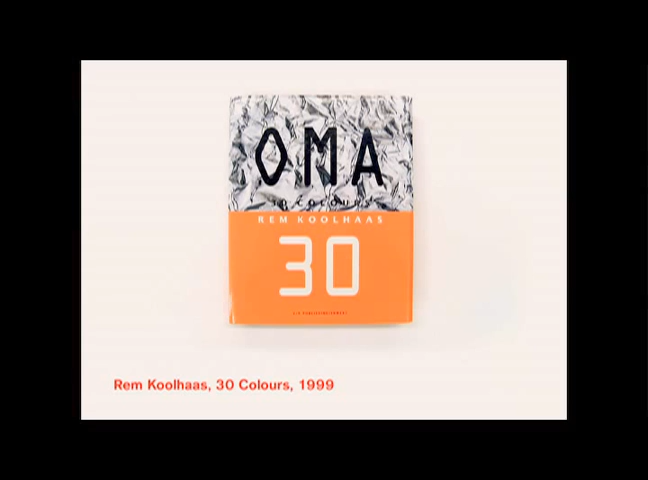 OMA
30 COLOURS
REM KOOLHAAS
30
Rem Koolhaas, 30 Colours, 1999